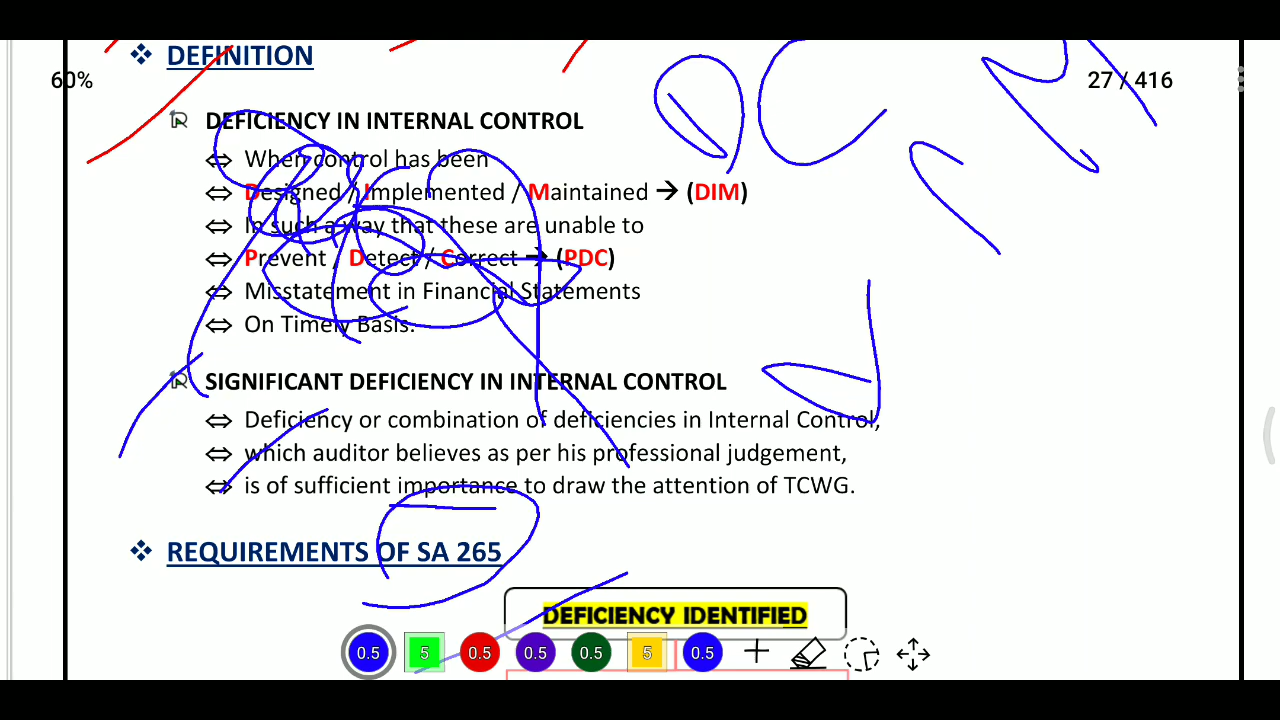 ❖ DEFINITION
60%
27 / 416
DEFICIENCY IN INTERNAL CONTROL
⇔ When control has been
⇔ Designed / Implemented / Maintained → (DIM)
⇔ In such a way that these are unable to
⇔ Prevent / Detect / Correct → (PDC)
⇔ Misstatement in Financial Statements
⇔ On Timely Basis.
SIGNIFICANT DEFICIENCY IN INTERNAL CONTROL
⇔ Deficiency or combination of deficiencies in Internal Control,
⇔ which auditor believes as per his professional judgement,
⇔ is of sufficient importance to draw the attention of TCWG.
❖ REQUIREMENTS OF SA 265
DEFICIENCY IDENTIFIED
0.5 5 0.5 0.5 0.5 5 0.5